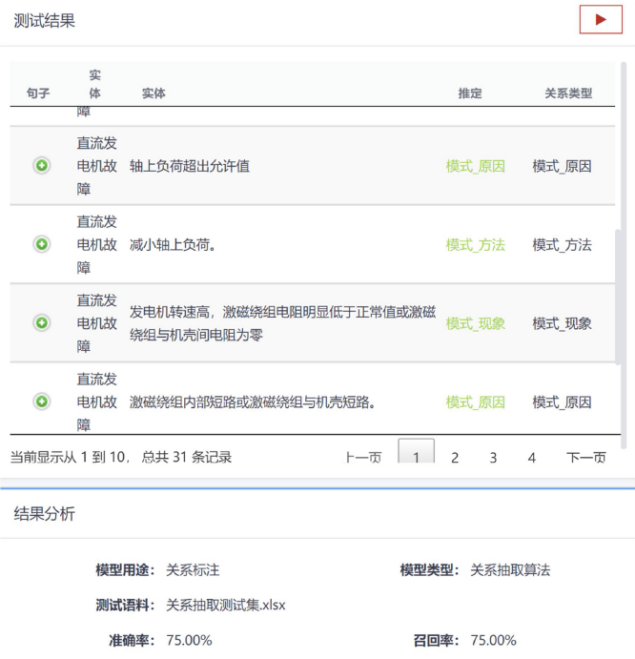 测试结果
句子 实体 实体 推定 关系类型
障
直流发电机故障 轴上负荷超出允许值 模式_原因 模式_原因
直流发电机故障 减小轴上负荷。 模式_方法 模式_方法
直流发电机故障 发电机转速高，激磁绕组电阻明显低于正常值或激磁绕组与机壳间电阻为零 模式_现象 模式_现象
直流发电机故障 激磁绕组内部短路或激磁绕组与机壳短路。 模式_原因 模式_原因
当前显示从 1 到 10，总共 31 条记录 上一页 1 2 3 4 下一页
结果分析
模型用途： 关系标注 模型类型： 关系抽取算法
测试语料： 关系抽取测试集.xlsx
准确率： 75.00% 召回率： 75.00%